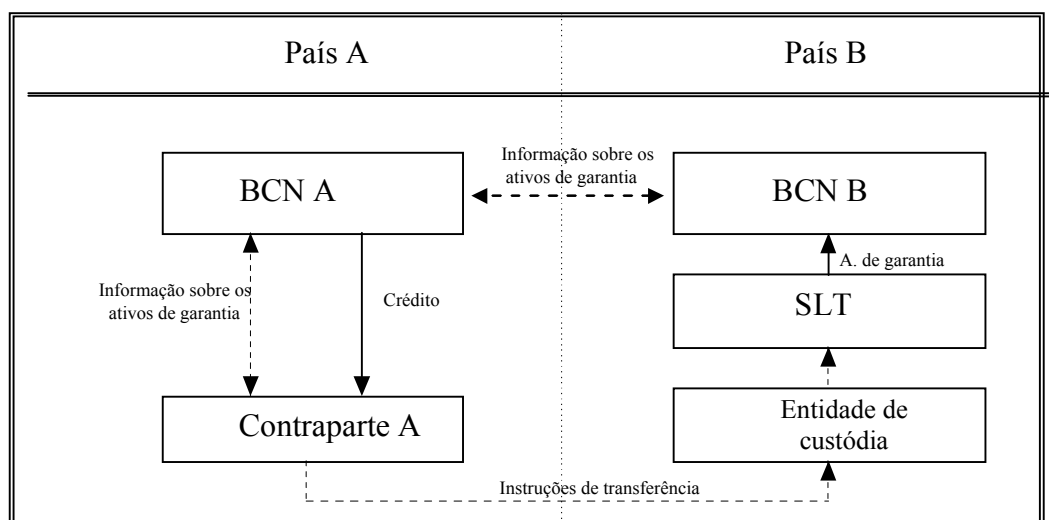 País A
País B
Informação sobre os
ativos de garantia
BCN A
BCN B
A. de garantia
Informação sobre os
ativos de garantia
Crédito
SLT
Contraparte A
Entidade de
custódia
Instruções de transferência